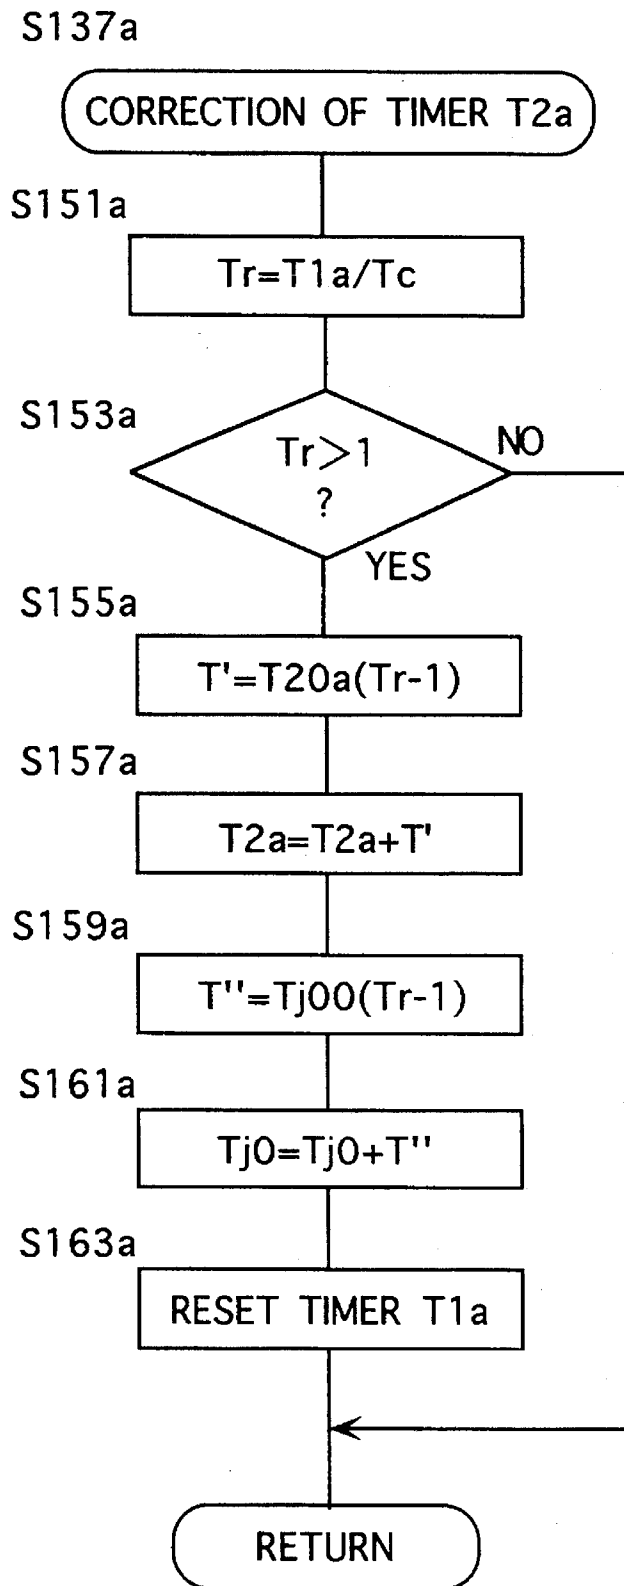 S137a
CORRECTION OF TIMER T2a
S151a
Tr=T1a/Tc
S153a
Tr>1
?
NO
YES
S155a
T'=T20a(Tr-1)
S157a
T2a=T2a+T'
S159a
T''=Tj00(Tr-1)
S161a
Tj0=Tj0+T''
S163a
RESET TIMER T1a
RETURN